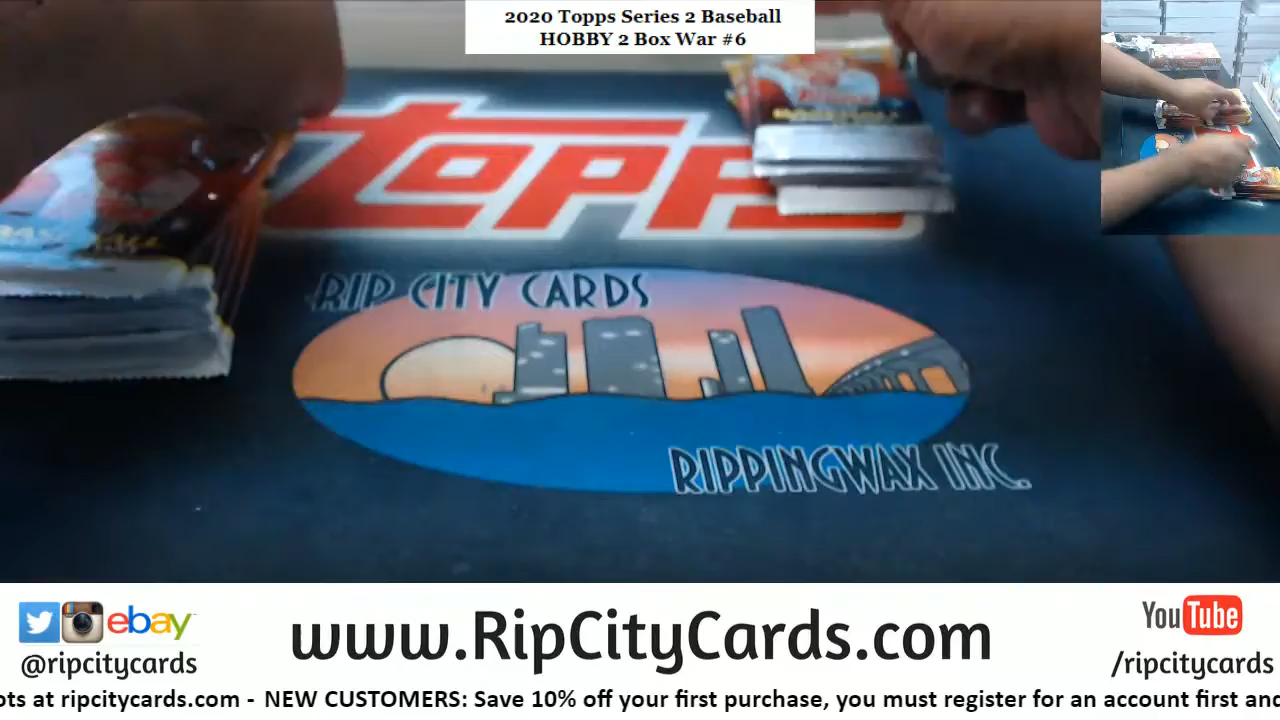 2020 Topps Series 2 Baseball
HOBBY 2 Box War #6
TOPPS
RIP CITY CARDS
RIPPINGWAX INC.
ebay
@ripcitycards
www.RipCityCards.com
YouTube
/ripcitycards
ots at ripcitycards.com - NEW CUSTOMERS: Save 10% off your first purchase, you must register for an account first and